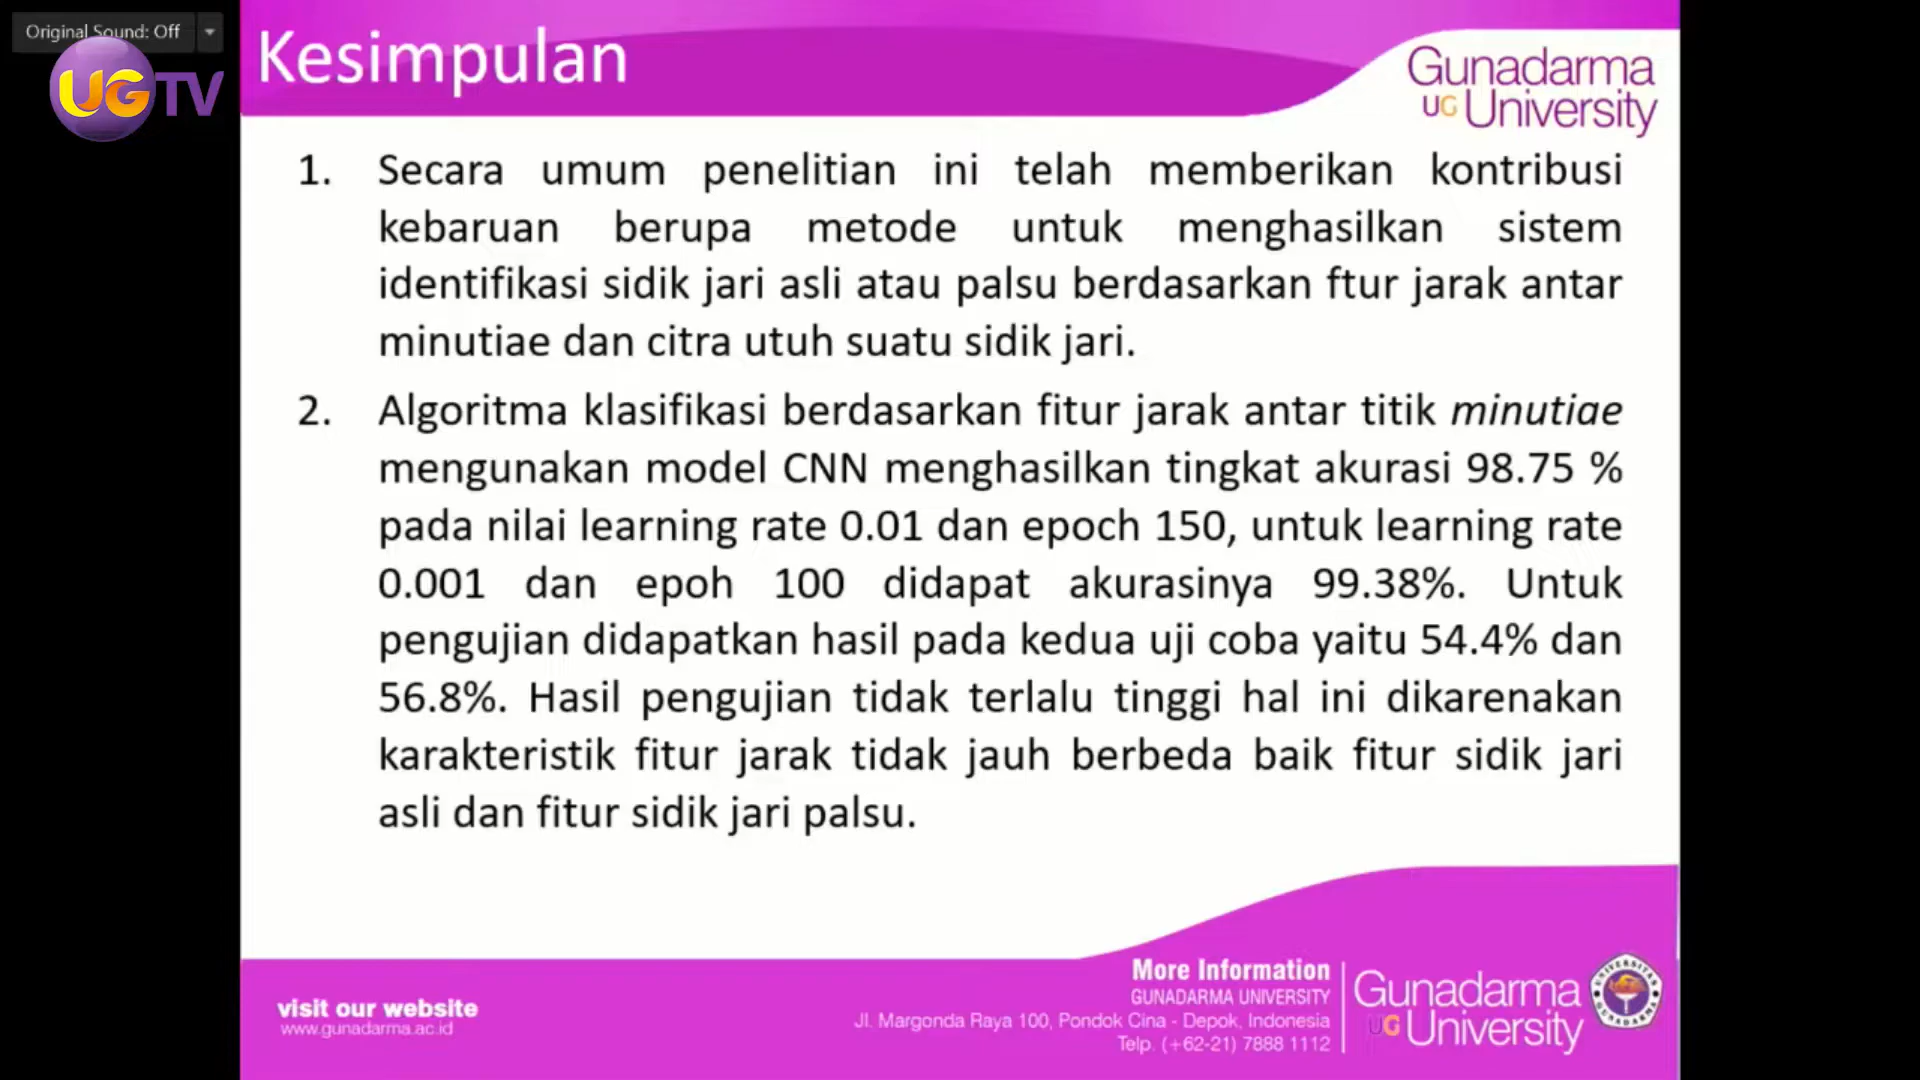 Original Sound: Off
UGTV
Kesimpulan
Gunadarma
UG University
1. Secara umum penelitian ini telah memberikan kontribusi
kebaruan berupa metode untuk menghasilkan sistem
identifikasi sidik jari asli atau palsu berdasarkan ftur jarak antar
minutiae dan citra utuh suatu sidik jari.
2. Algoritma klasifikasi berdasarkan fitur jarak antar titik minutiae
mengunakan model CNN menghasilkan tingkat akurasi 98.75 %
pada nilai learning rate 0.01 dan epoch 150, untuk learning rate
0.001 dan epoh 100 didapat akurasinya 99.38%. Untuk
pengujian didapatkan hasil pada kedua uji coba yaitu 54.4% dan
56.8%. Hasil pengujian tidak terlalu tinggi hal ini dikarenakan
karakteristik fitur jarak tidak jauh berbeda baik fitur sidik jari
asli dan fitur sidik jari palsu.
visit our website
www.gunadarma.ac.id
More Information
GUNADARMA UNIVERSITY
Jl. Margonda Raya 100, Pondok Cina - Depok, Indonesia
Telp. (+62-21) 7888 1112
Gunadarma
UG University
UNIVERSITAS
GUNADARMA